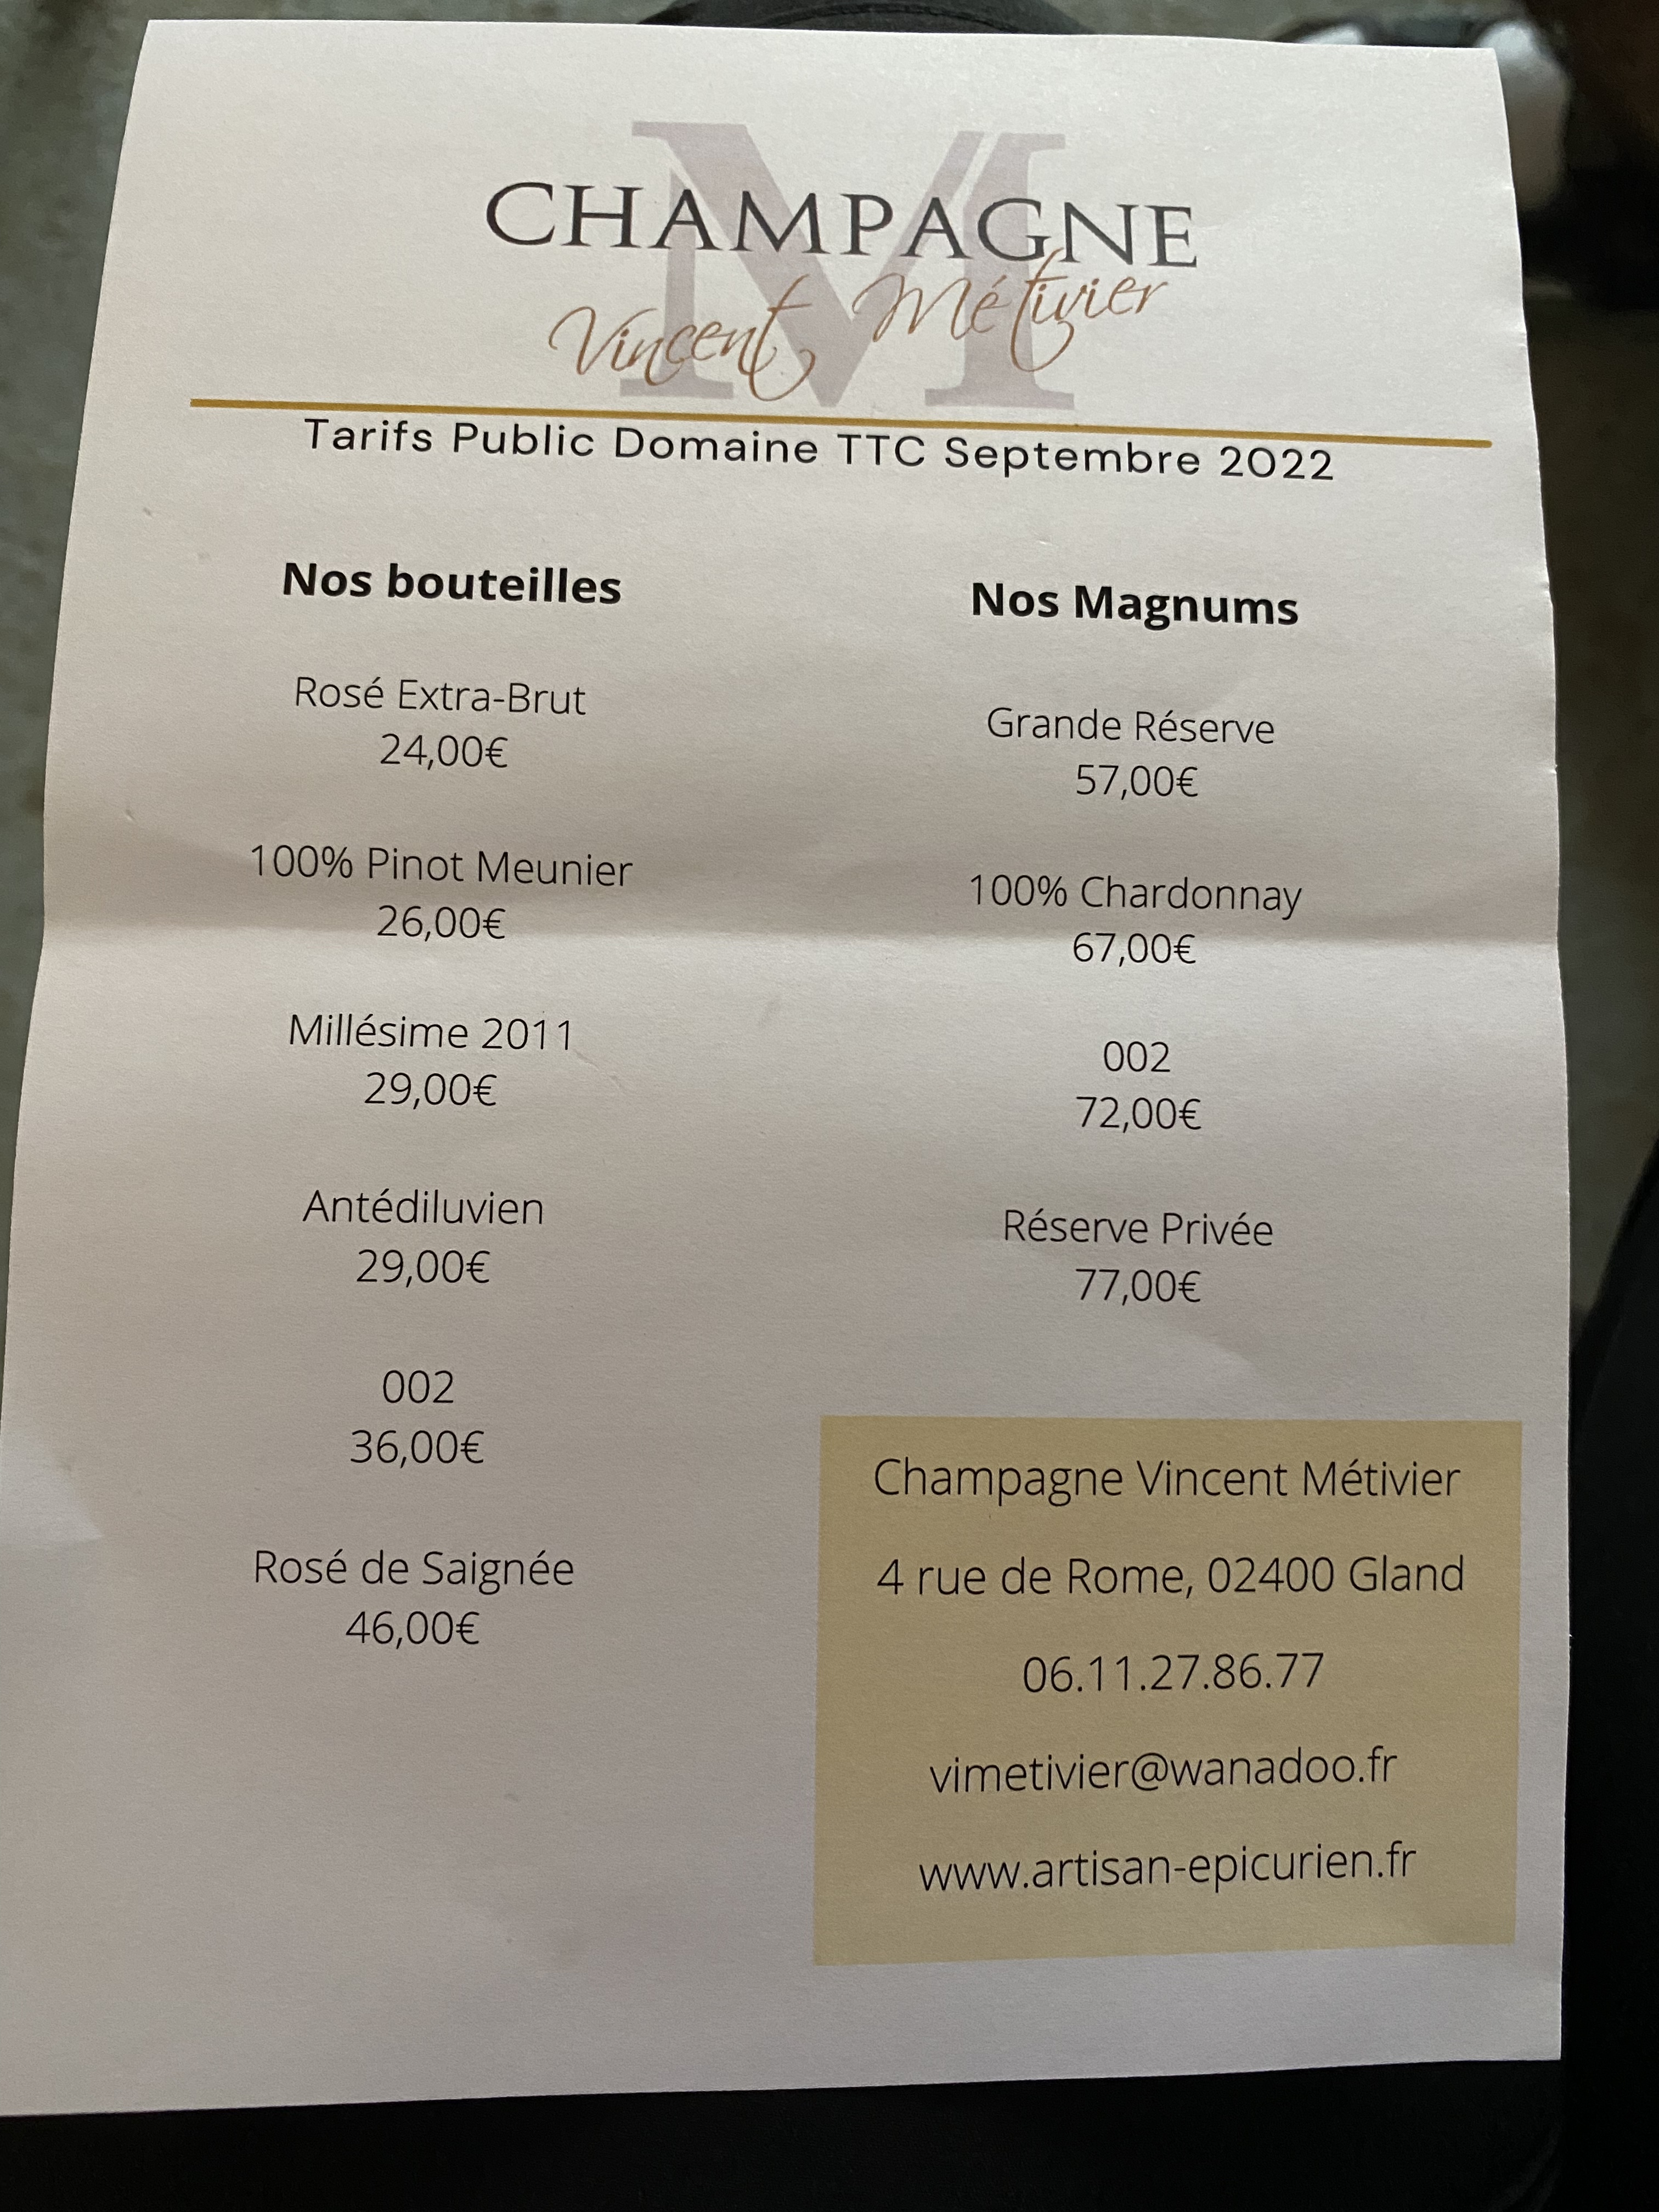 M
CHAMPAGNE
Vincent Métivier
Tarifs Public Domaine TTC Septembre 2022
Nos bouteilles
Rosé Extra-Brut
24,00€
100% Pinot Meunier
26,00€
Millésime 2011
29,00€
Antédiluvien
29,00€
002
36,00€
Rosé de Saignée
46,00€
Nos Magnums
Grande Réserve
57,00€
100% Chardonnay
67,00€
002
72,00€
Réserve Privée
77,00€
Champagne Vincent Métivier
4 rue de Rome, 02400 Gland
06.11.27.86.77
vimetivier@wanadoo.fr
www.artisan-epicurien.fr